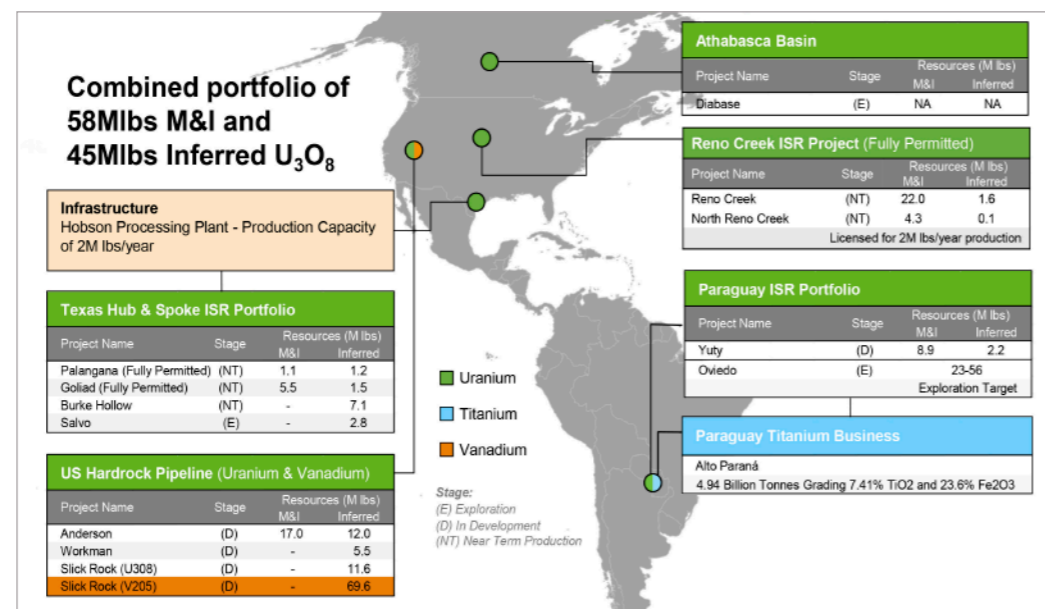 Combined portfolio of
58Mlbs M&I and
45Mlbs Inferred U3O8
Infrastructure
Hobson Processing Plant - Production Capacity
of 2M lbs/year
Texas Hub & Spoke ISR Portfolio
Project Name Stage Resources (M lbs)
M&I Inferred
Palangana (Fully Permitted) (NT) 1.1 1.2
Goliad (Fully Permitted) (NT) 5.5 1.5
Burke Hollow (NT) - 7.1
Salvo (E) - 2.8
US Hardrock Pipeline (Uranium & Vanadium)
Project Name Stage Resources (M lbs)
M&I Inferred
Anderson (D) 17.0 12.0
Workman (D) - 5.5
Slick Rock (U308) (D) - 11.6
Slick Rock (V205) (D) - 69.6
Uranium
Titanium
Vanadium
Stage:
(E) Exploration
(D) In Development
(NT) Near Term Production
Athabasca Basin
Project Name Stage Resources (M lbs)
M&I Inferred
Diabase (E) NA NA
Reno Creek ISR Project (Fully Permitted)
Project Name Stage Resources (M lbs)
M&I Inferred
Reno Creek (NT) 22.0 1.6
North Reno Creek (NT) 4.3 0.1
Licensed for 2M lbs/year production
Paraguay ISR Portfolio
Project Name Stage Resources (M lbs)
M&I Inferred
Yuty (D) 8.9 2.2
Oviedo (E) 23-56
Exploration Target
Paraguay Titanium Business
Alto Paraná
4.94 Billion Tonnes Grading 7.41% TiO2 and 23.6% Fe2O3